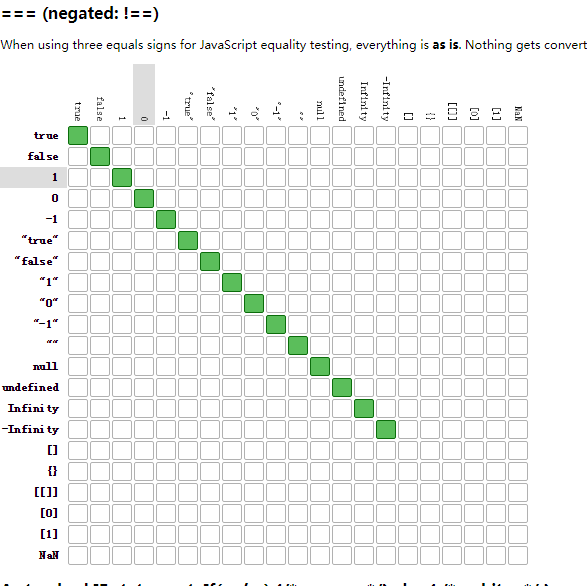 === (negated: !==)
When using three equals signs for JavaScript equality testing, everything is as is. Nothing gets convert
true false 1 0 -1 "true" "false" "1" "0" "-1" "" null undefined Infinity -Infinity [] {} [[]] [0] [1] NaN
true
false
1
0
-1
"true"
"false"
"1"
"0"
"-1"
""
null
undefined
Infinity
-Infinity
[]
{}
[[]]
[0]
[1]
NaN